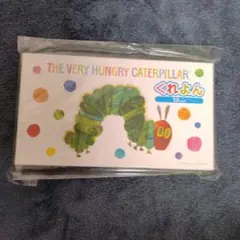 THE VERY HUNGRY CATERPILLAR
くれよん